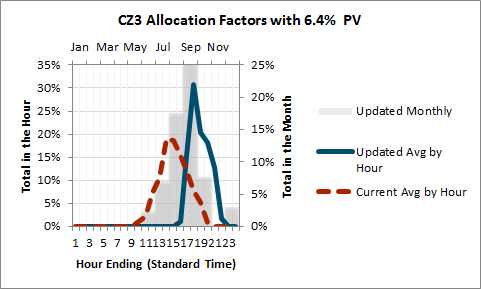 CZ3 Allocation Factors with 6.4% PV
Jan Mar May Jul Sep Nov
35% 25%
30%
20%
25%
20% 15%
15% 10%
10%
5%
5%
0% 0%
1 3 5 7 9 11 13 15 17 19 21 23
Total in the Hour
Total in the Month
Hour Ending (Standard Time)
Updated Monthly
Updated Avg by
Hour
Current Avg by Hour